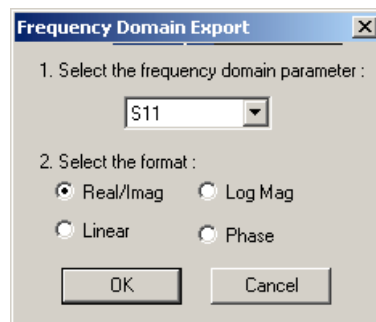 Frequency Domain Export
1. Select the frequency domain parameter :
S11
2. Select the format :
Real/Imag
Log Mag
Linear
Phase
OK
Cancel